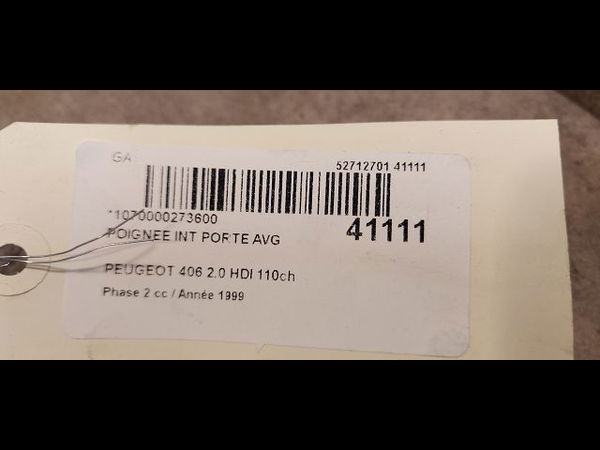 GA 52712701 41111
*1070000273600
41111
POIGNEE INT PORTE AVG
PEUGEOT 406 2.0 HDI 110ch
Phase 2 cc / Année 1999